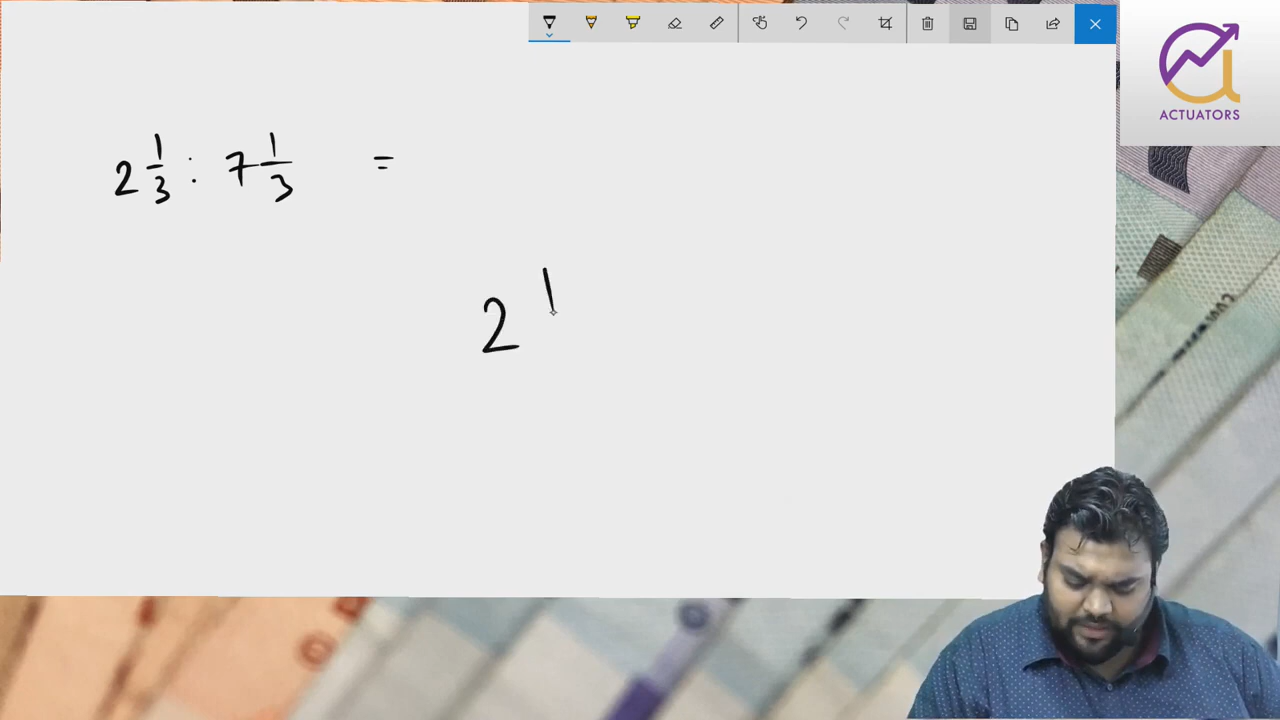 ACTUATORS
2 1/3 : 7 1/3 =
2 1